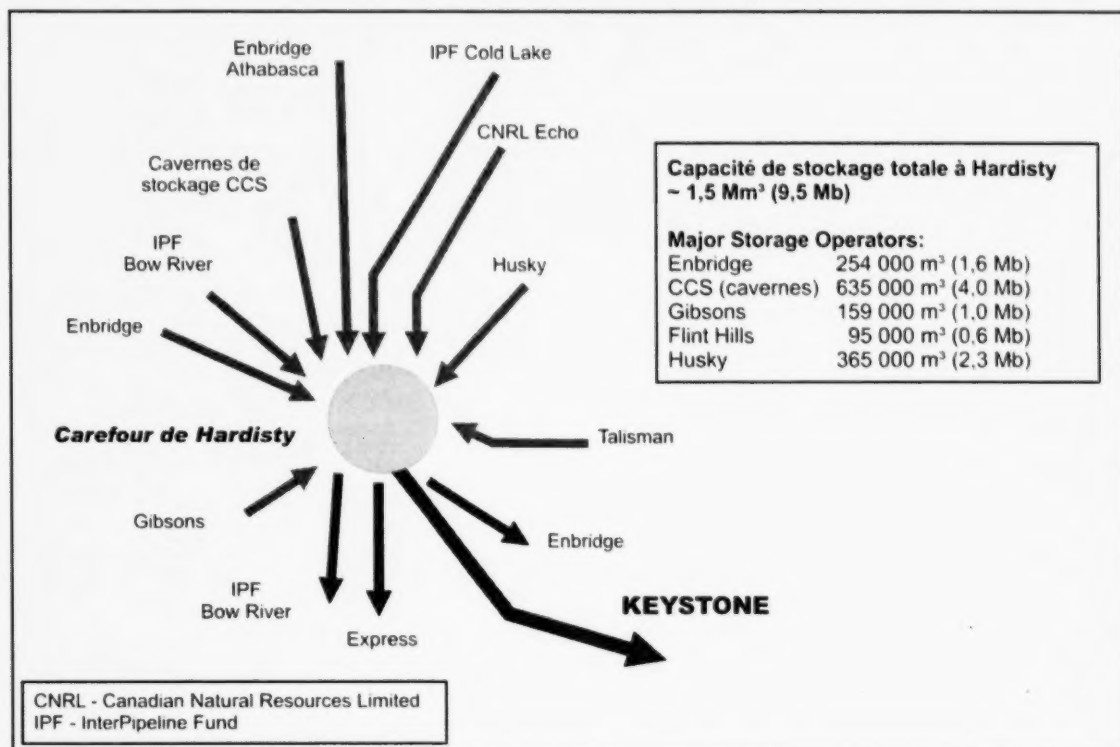 Enbridge
Athabasca
IPF Cold Lake
CNRL Echo
Cavernes de
stockage CCS
IPF
Bow River
Enbridge
Husky
Carefour de Hardisty
Talisman
Gibsons
IPF
Bow River
Express
Enbridge
KEYSTONE
Capacité de stockage totale à Hardisty
~ 1,5 Mm³ (9,5 Mb)
Major Storage Operators:
Enbridge 254 000 m³ (1,6 Mb)
CCS (cavernes) 635 000 m³ (4,0 Mb)
Gibsons 159 000 m³ (1,0 Mb)
Flint Hills 95 000 m³ (0,6 Mb)
Husky 365 000 m³ (2,3 Mb)
CNRL - Canadian Natural Resources Limited
IPF - InterPipeline Fund